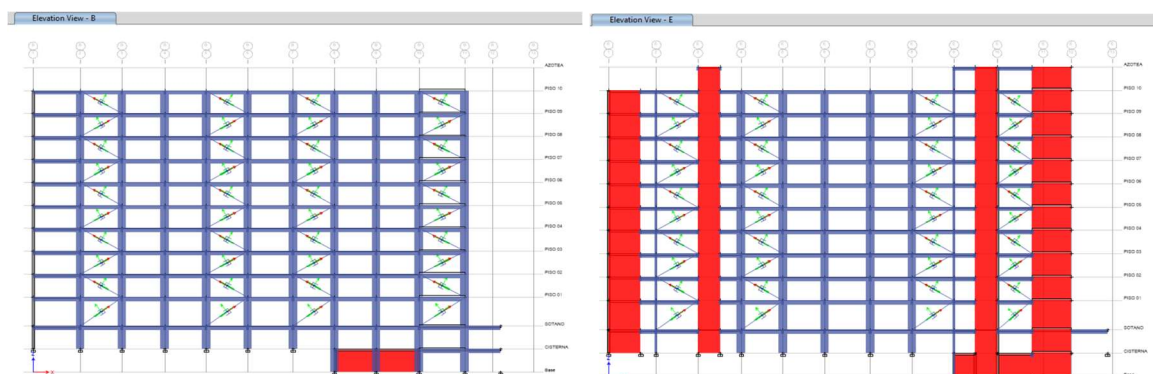 Elevation View - B
AZOTEA
PISO 10
PISO 09
PISO 08
PISO 07
PISO 06
PISO 05
PISO 04
PISO 03
PISO 02
PISO 01
SOTANO
CISTERNA
Base
X
Elevation View - E
AZOTEA
PISO 10
PISO 09
PISO 08
PISO 07
PISO 06
PISO 05
PISO 04
PISO 03
PISO 02
PISO 01
SOTANO
CISTERNA